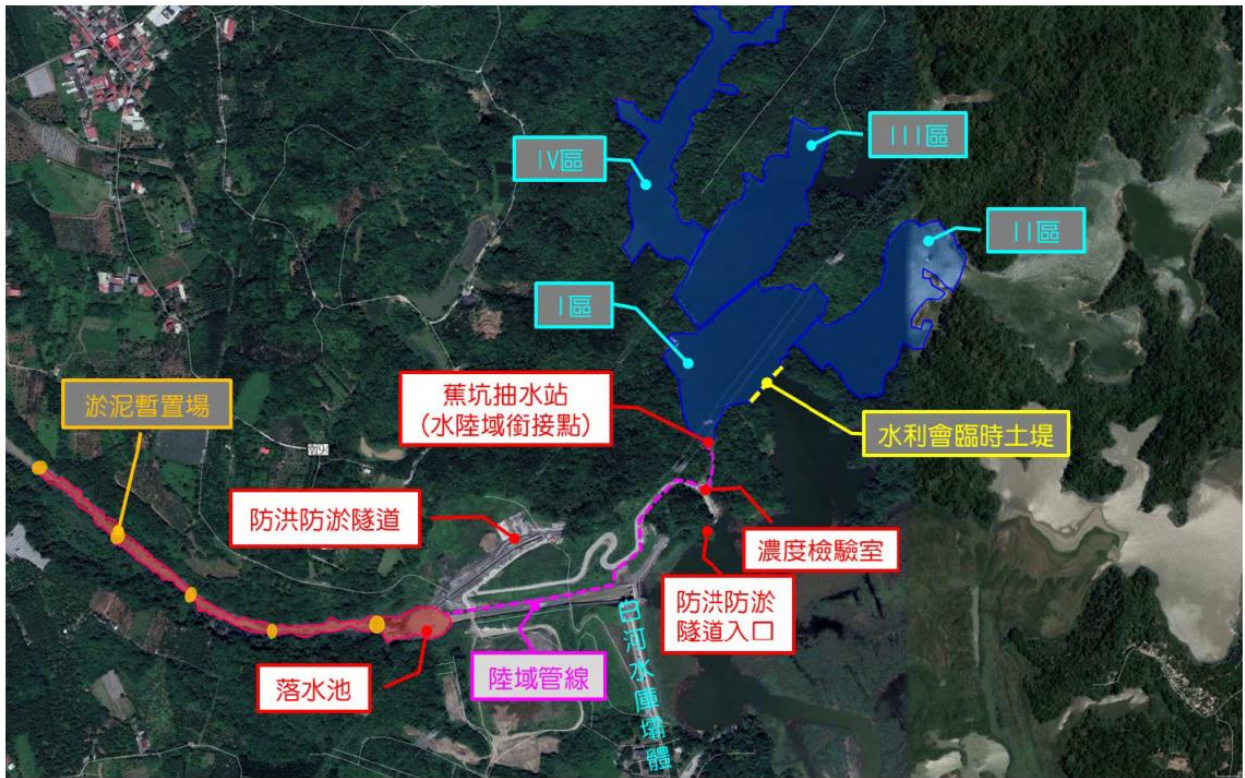 IV區
III區
II區
I區
淤泥暫置場
蕉坑抽水站
(水陸域銜接點)
水利會臨時土堤
防洪防淤隧道
濃度檢驗室
防洪防淤
隧道入口
白河水庫壩體
陸域管線
落水池